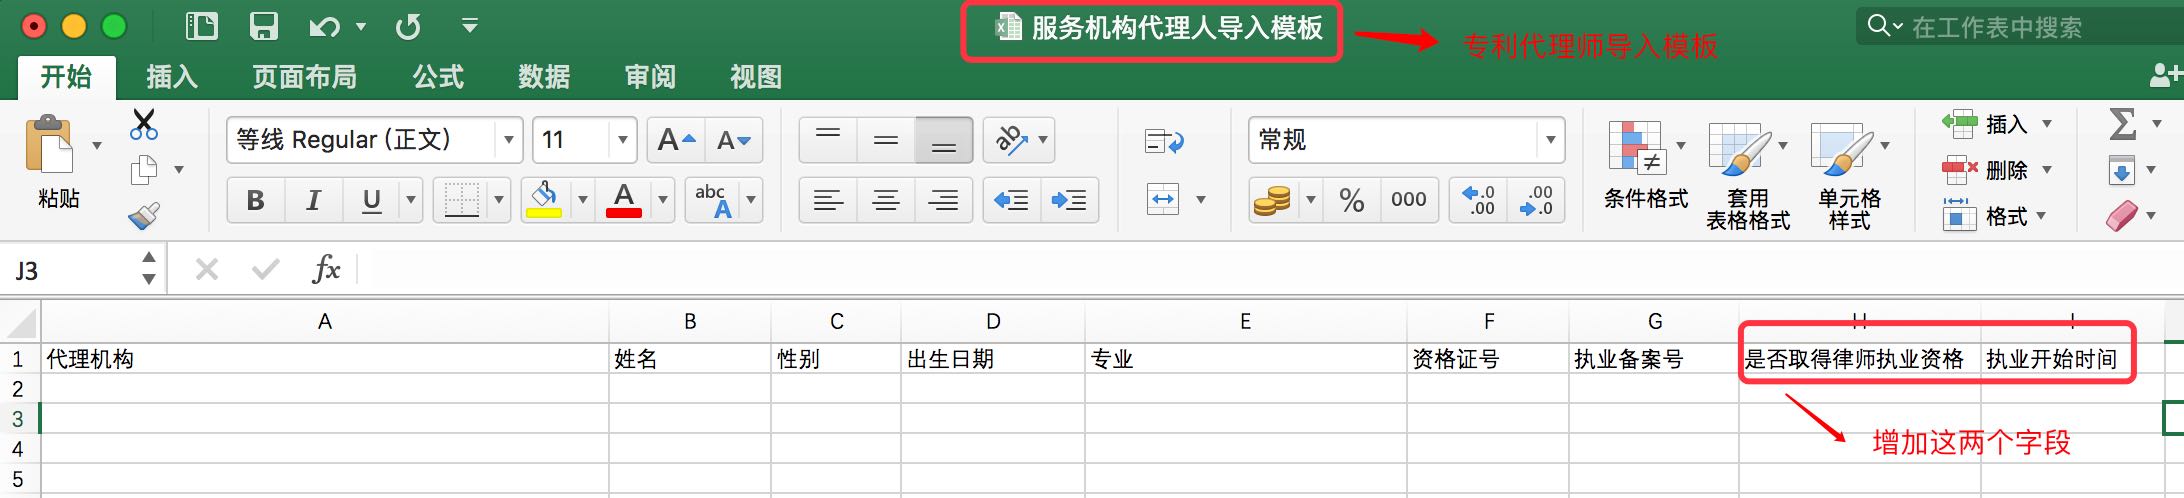 服务机构代理人导入模板
专利代理师导入模板
在工作表中搜索
开始 插入 页面布局 公式 数据 审阅 视图
粘贴
等线 Regular (正文) 11 A A
B I U A abc A
ab
常规
% 000 .0 .00 .00 .0
条件格式
套用
表格格式
单元格
样式
插入
删除
格式
Σ
J3 fx
A B C D E F G H I
1 代理机构 姓名 性别 出生日期 专业 资格证号 执业备案号 是否取得律师执业资格 执业开始时间
2
3
4
增加这两个字段
5